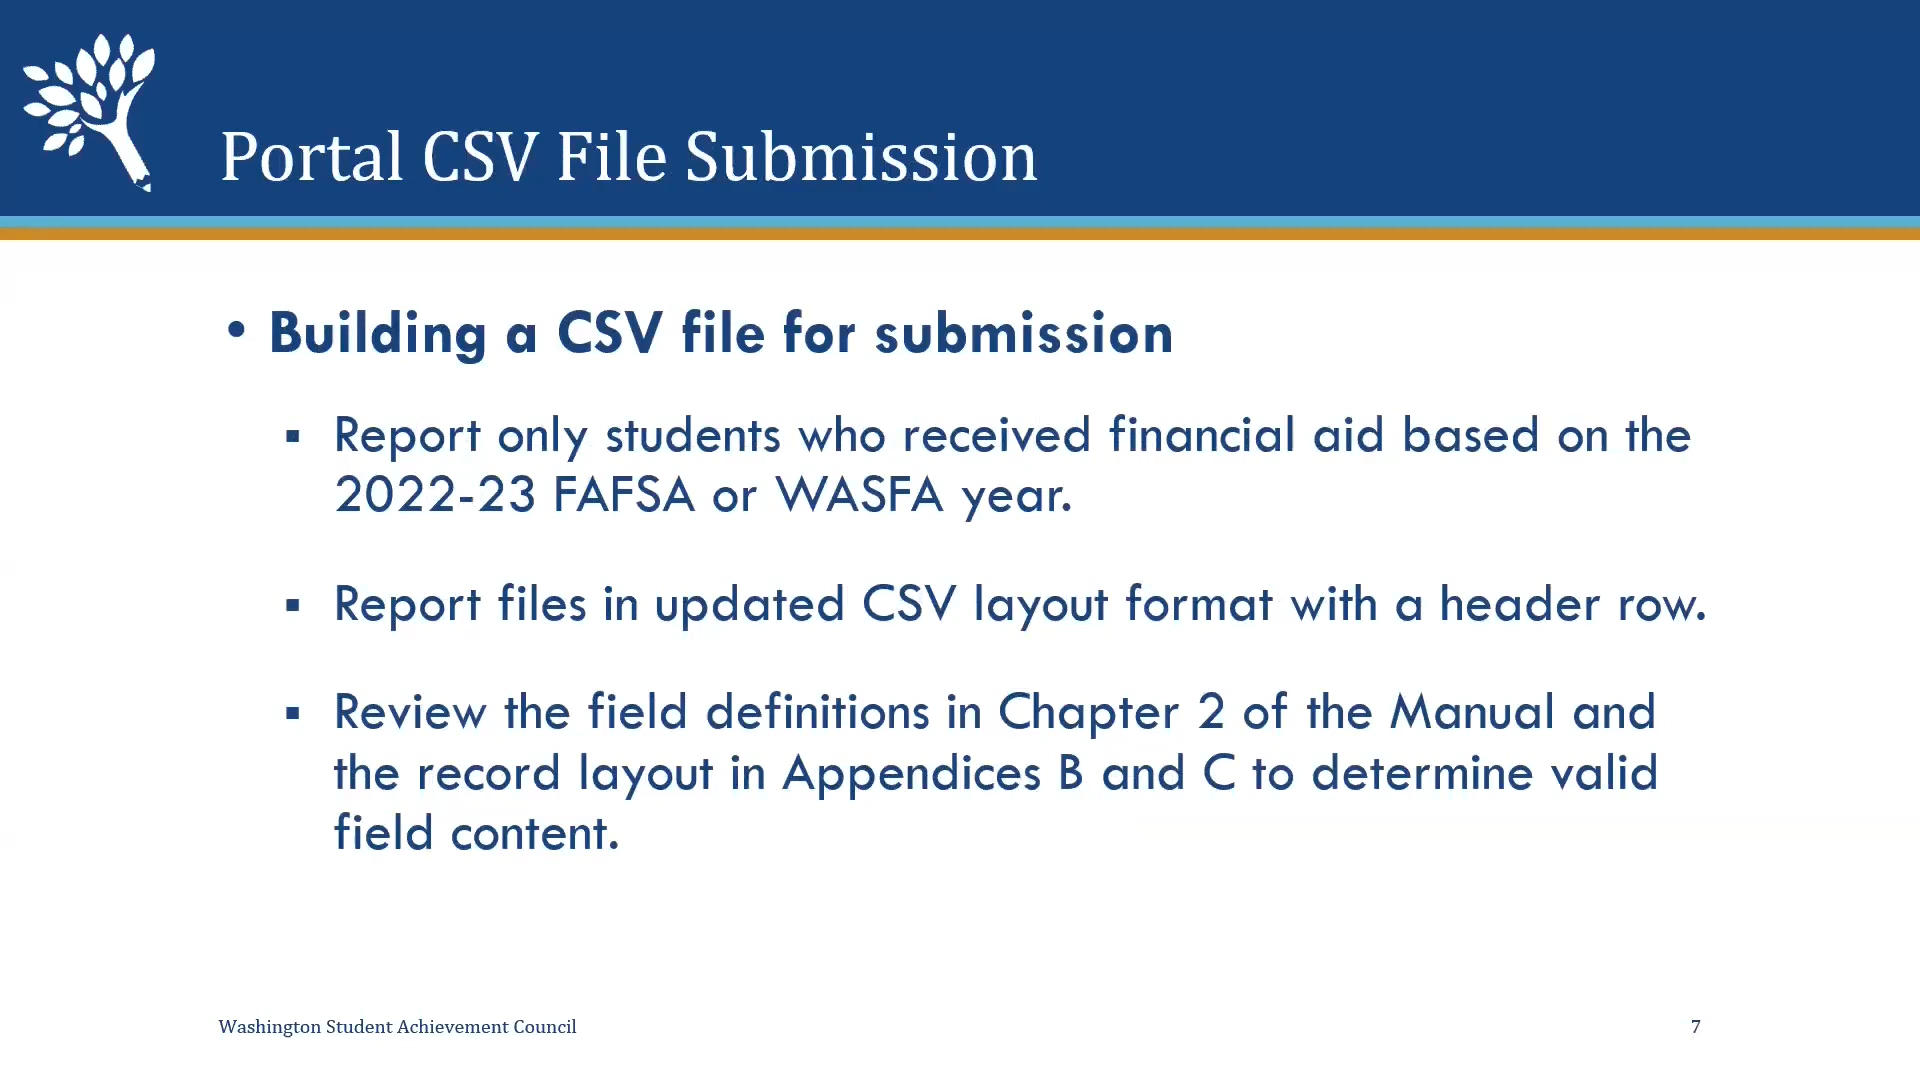 Portal CSV File Submission
• Building a CSV file for submission
▪ Report only students who received financial aid based on the
2022-23 FAFSA or WASFA year.
▪ Report files in updated CSV layout format with a header row.
▪ Review the field definitions in Chapter 2 of the Manual and
the record layout in Appendices B and C to determine valid
field content.
Washington Student Achievement Council
7